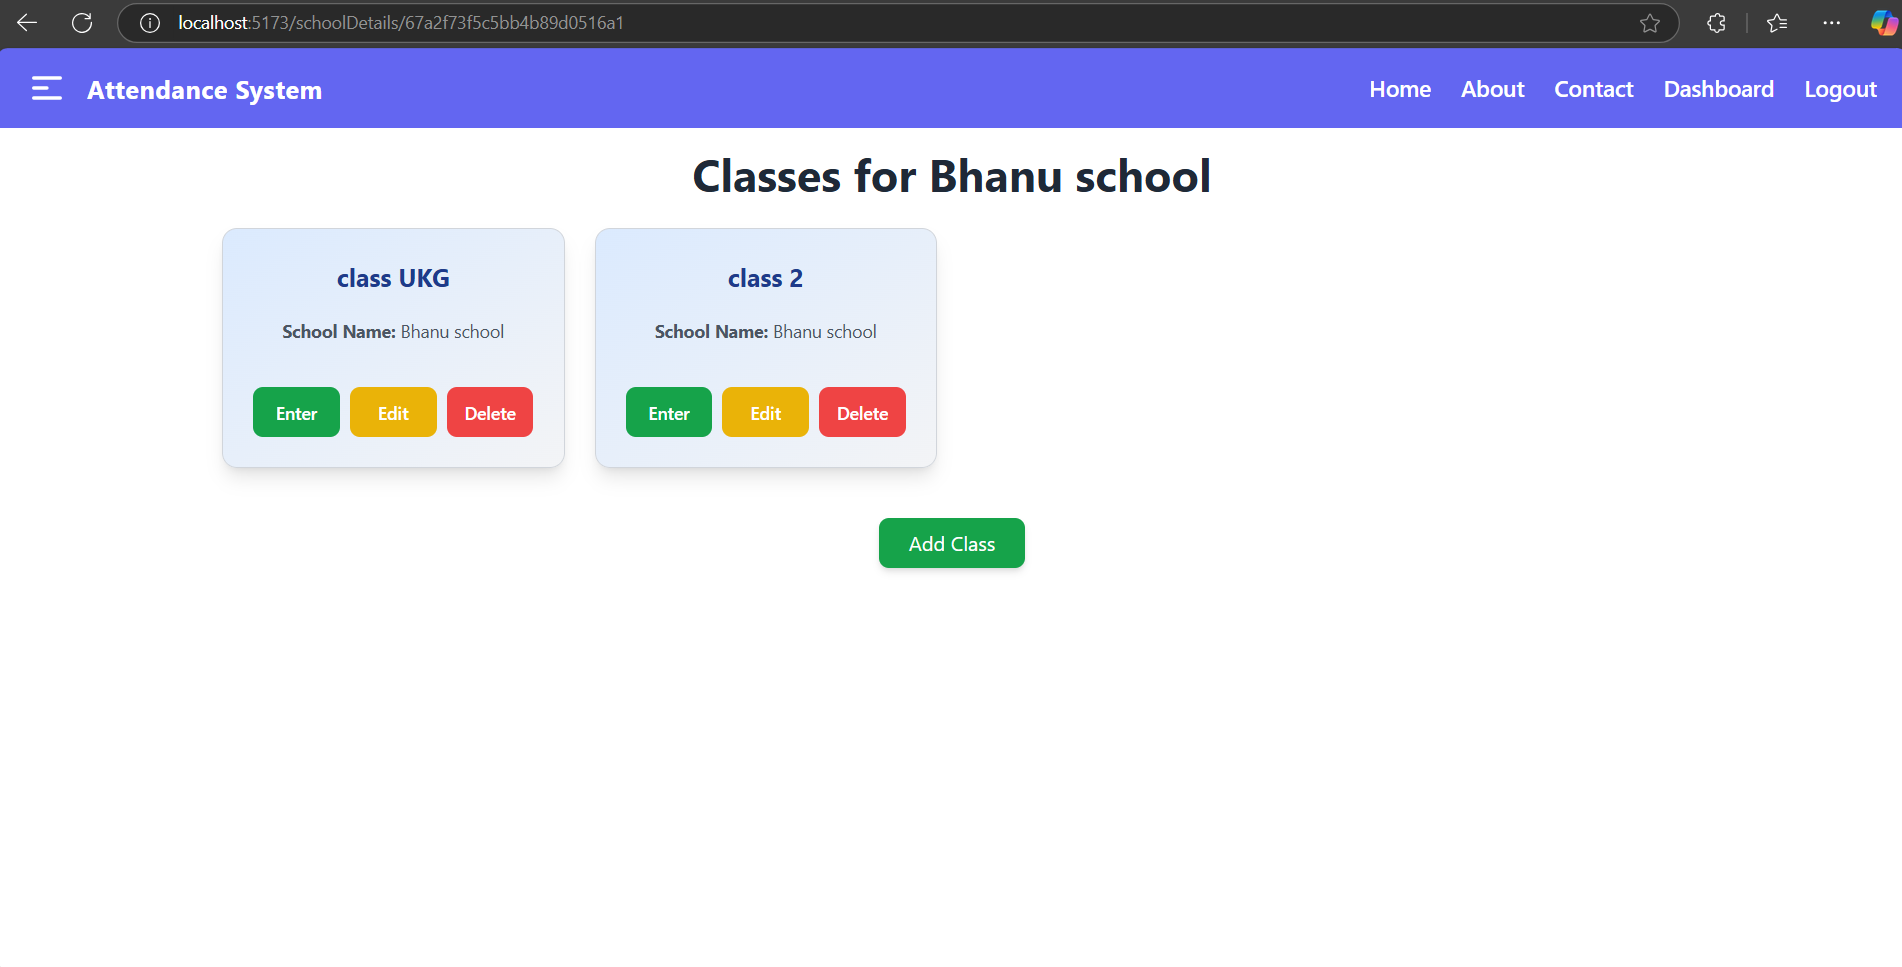 localhost:5173/schoolDetails/67a2f73f5c5bb4b89d0516a1
Attendance System
Home About Contact Dashboard Logout
Classes for Bhanu school
class UKG
School Name: Bhanu school
Enter Edit Delete
class 2
School Name: Bhanu school
Enter Edit Delete
Add Class